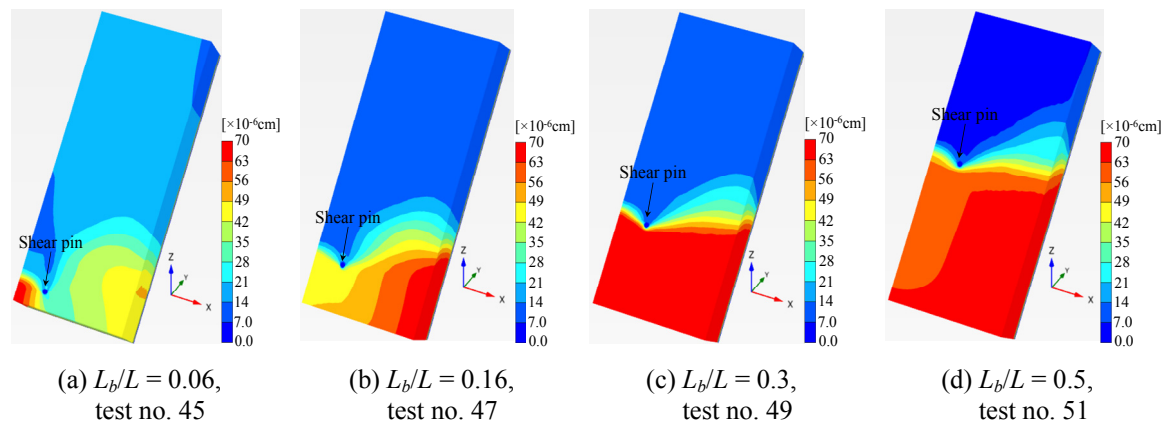 [×10-6cm]
70
63
56
49
42
35
28
21
14
7.0
0.0
Shear pin
Z
Y
X
[×10-6cm]
70
63
56
49
42
35
28
21
14
7.0
0.0
Shear pin
Z
Y
X
[×10-6cm]
70
63
56
49
42
35
28
21
14
7.0
0.0
Shear pin
Z
Y
X
[×10-6cm]
70
63
56
49
42
35
28
21
14
7.0
0.0
Shear pin
Z
Y
X
(a) Lb/L = 0.06,
test no. 45
(b) Lb/L = 0.16,
test no. 47
(c) Lb/L = 0.3,
test no. 49
(d) Lb/L = 0.5,
test no. 51